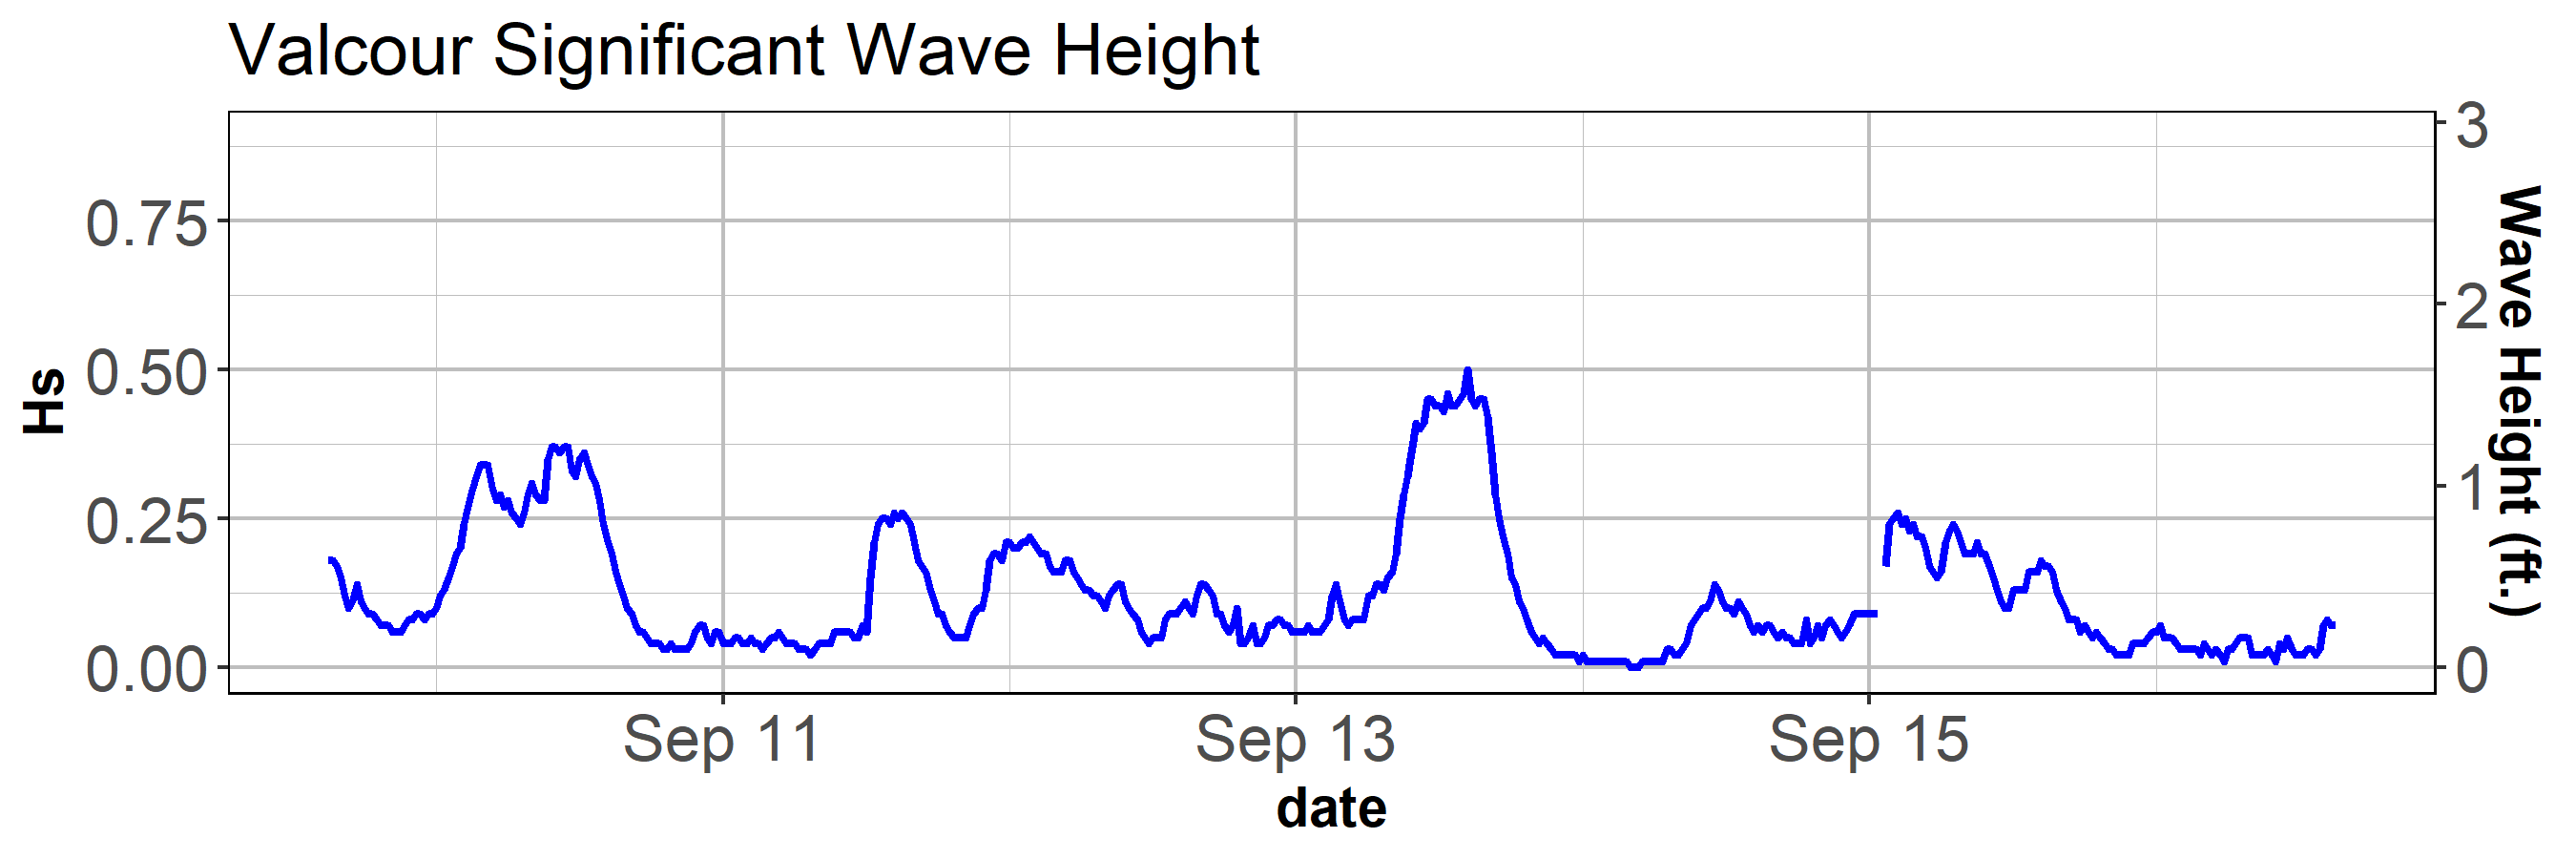 Valcour Significant Wave Height
Hs
0.75
0.50
0.25
0.00
3
2
1
0
Wave Height (ft.)
Sep 11
Sep 13
Sep 15
date